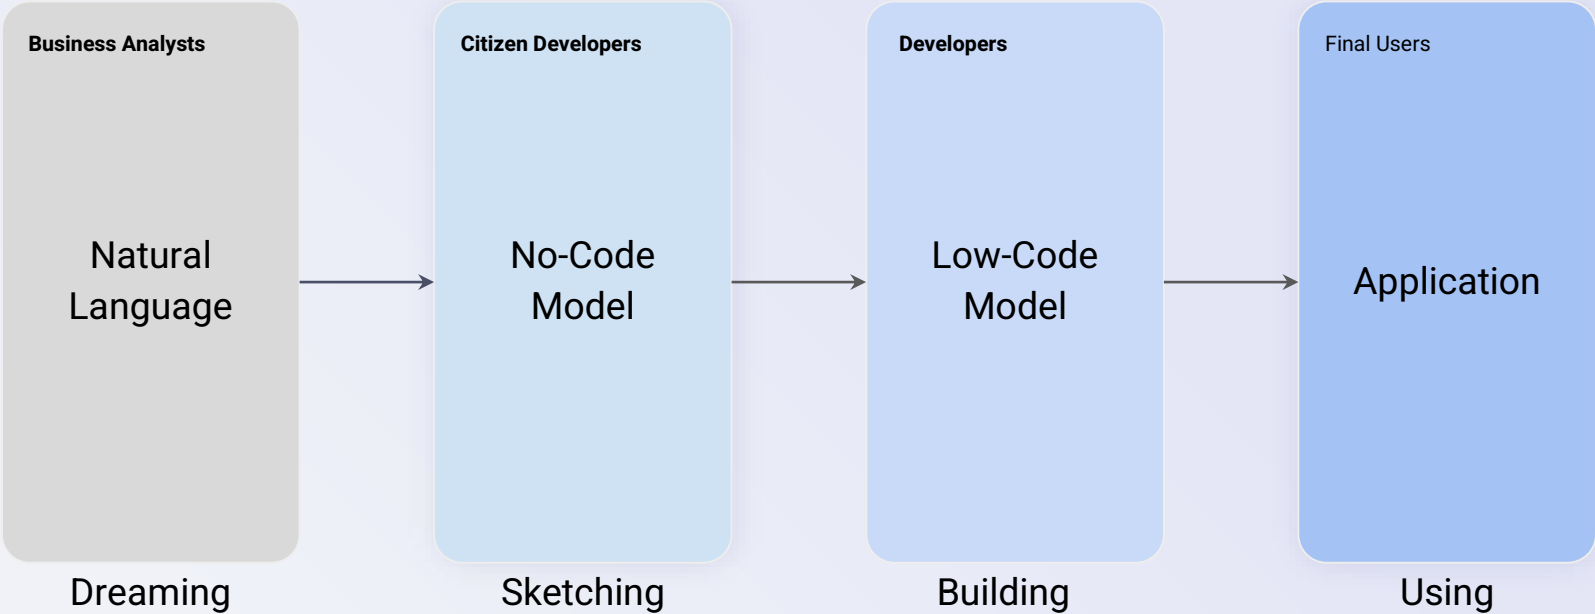 Business Analysts
Citizen Developers
Developers
Final Users
Natural
Language
No-Code
Model
Low-Code
Model
Application
Dreaming
Sketching
Building
Using